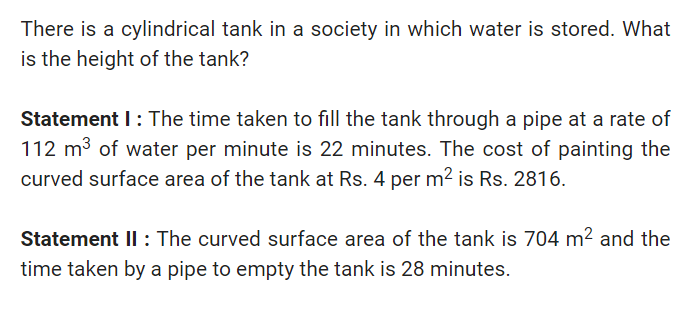 There is a cylindrical tank in a society in which water is stored. What
is the height of the tank?
Statement I : The time taken to fill the tank through a pipe at a rate of
112 m³ of water per minute is 22 minutes. The cost of painting the
curved surface area of the tank at Rs. 4 per m² is Rs. 2816.
Statement II : The curved surface area of the tank is 704 m² and the
time taken by a pipe to empty the tank is 28 minutes.